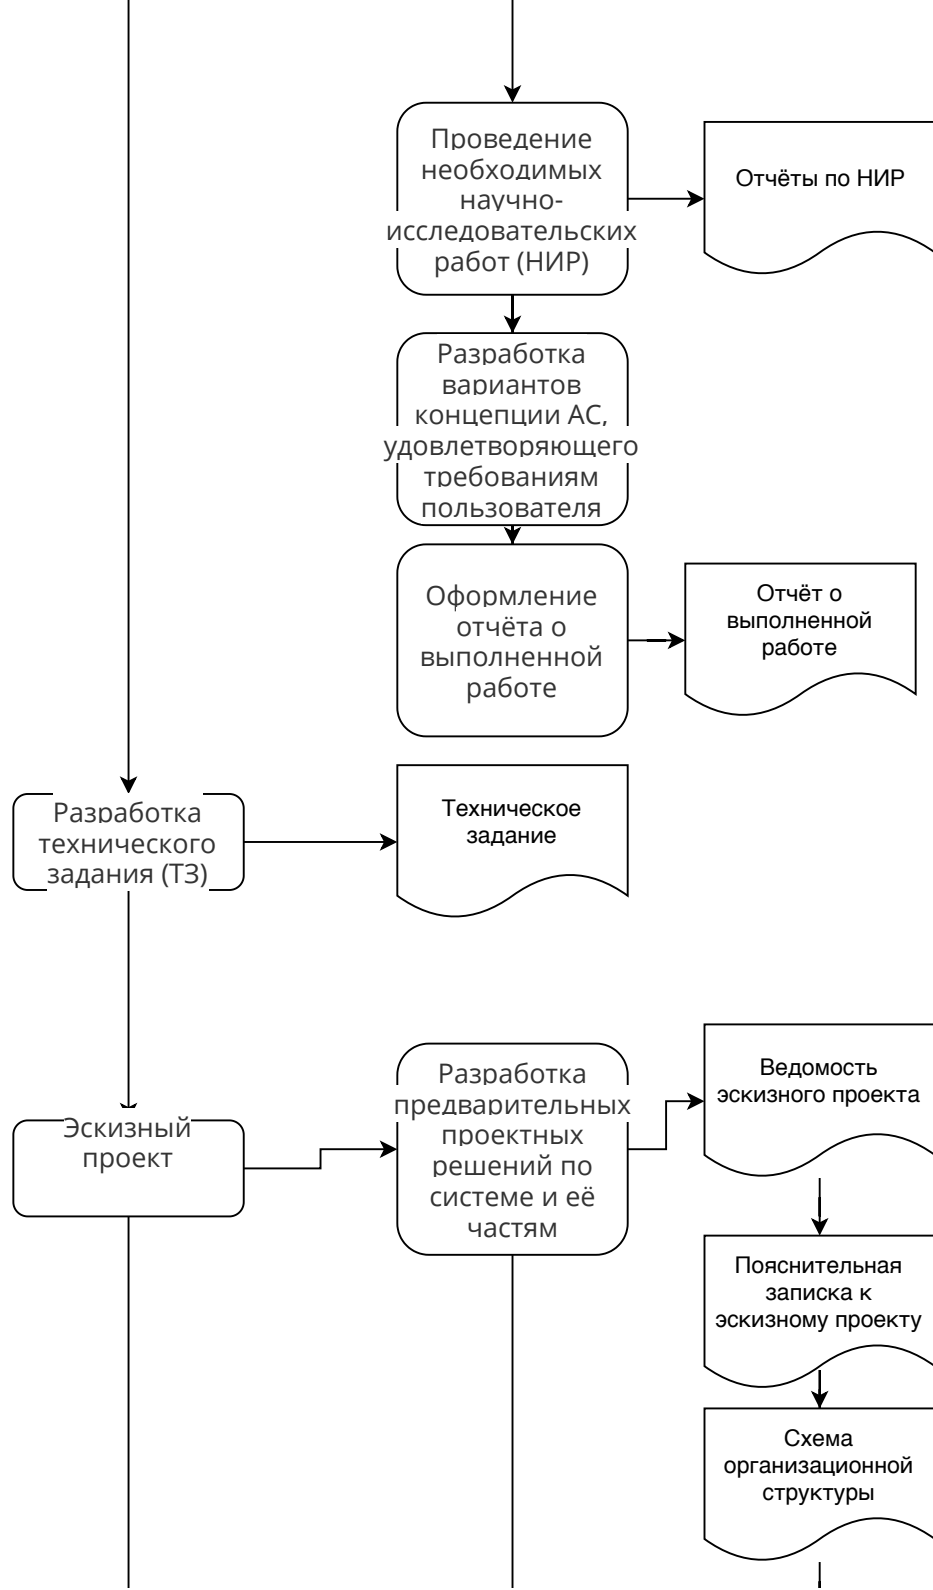 Проведение
необходимых
научно-
исследовательских
работ (НИР)
Отчёты по НИР
Разработка
вариантов
концепции АС,
удовлетворяющего
требованиям
пользователя
Оформление
отчёта о
выполненной
работе
Отчёт о
выполненной
работе
Разработка
технического
задания (ТЗ)
Техническое
задание
Эскизный
проект
Разработка
предварительных
проектных
решений по
системе и её
частям
Ведомость
эскизного проекта
Пояснительная
записка к
эскизному проекту
Схема
организационной
структуры